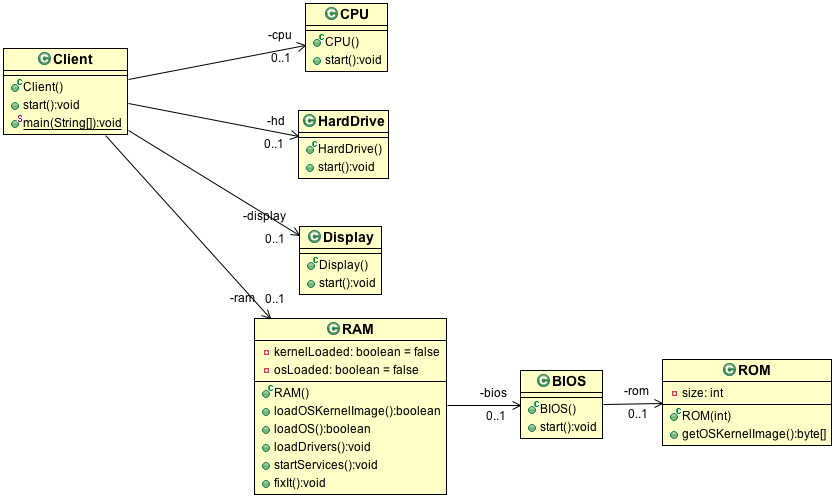 CPU
CPU()
start():void
-cpu
0..1
Client
Client()
start():void
main(String[]):void
-hd
0..1
HardDrive
HardDrive()
start():void
-display
0..1
Display
Display()
start():void
-ram
0..1
RAM
kernelLoaded: boolean = false
osLoaded: boolean = false
RAM()
loadOSKernelImage():boolean
loadOS():boolean
loadDrivers():void
startServices():void
fixIt():void
-bios
0..1
BIOS
BIOS()
start():void
-rom
0..1
ROM
size: int
ROM(int)
getOSKernelImage():byte[]